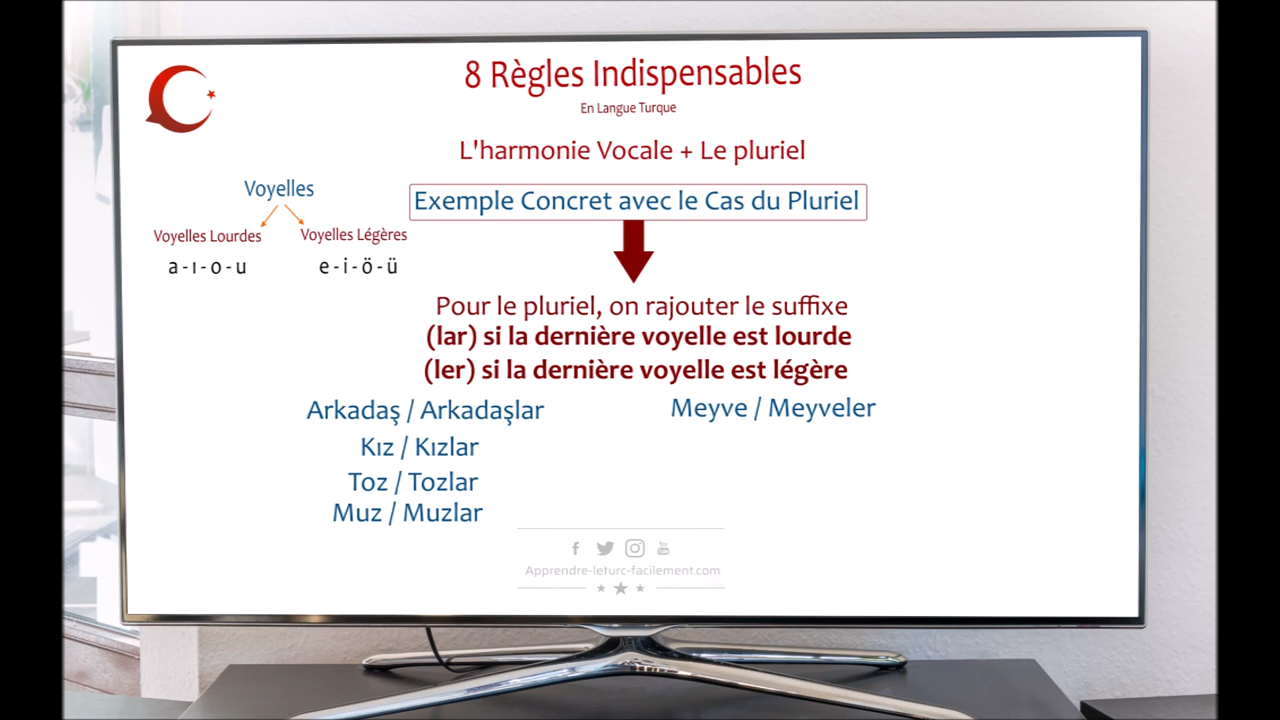 8 Règles Indispensables
En Langue Turque
L'harmonie Vocale + Le pluriel
Voyelles
Exemple Concret avec le Cas du Pluriel
Voyelles Lourdes
Voyelles Légères
a - ı - o - u
e - i - ö - ü
Pour le pluriel, on rajouter le suffixe
(lar) si la dernière voyelle est lourde
(ler) si la dernière voyelle est légère
Arkadaş / Arkadaşlar
Meyve / Meyveler
Kız / Kızlar
Toz / Tozlar
Muz / Muzlar
Apprendre-leturc-facilement.com